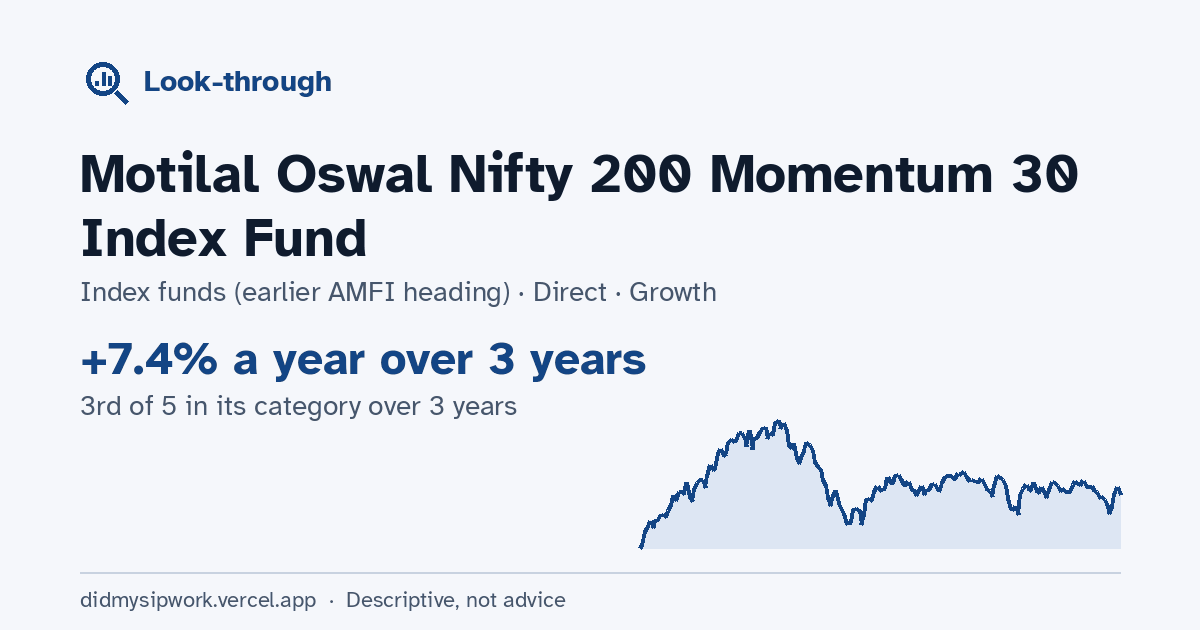 Look-through
Motilal Oswal Nifty 200 Momentum 30
Index Fund
Index funds (earlier AMFI heading) · Direct · Growth
+7.4% a year over 3 years
3rd of 5 in its category over 3 years
didmysipwork.vercel.app · Descriptive, not advice